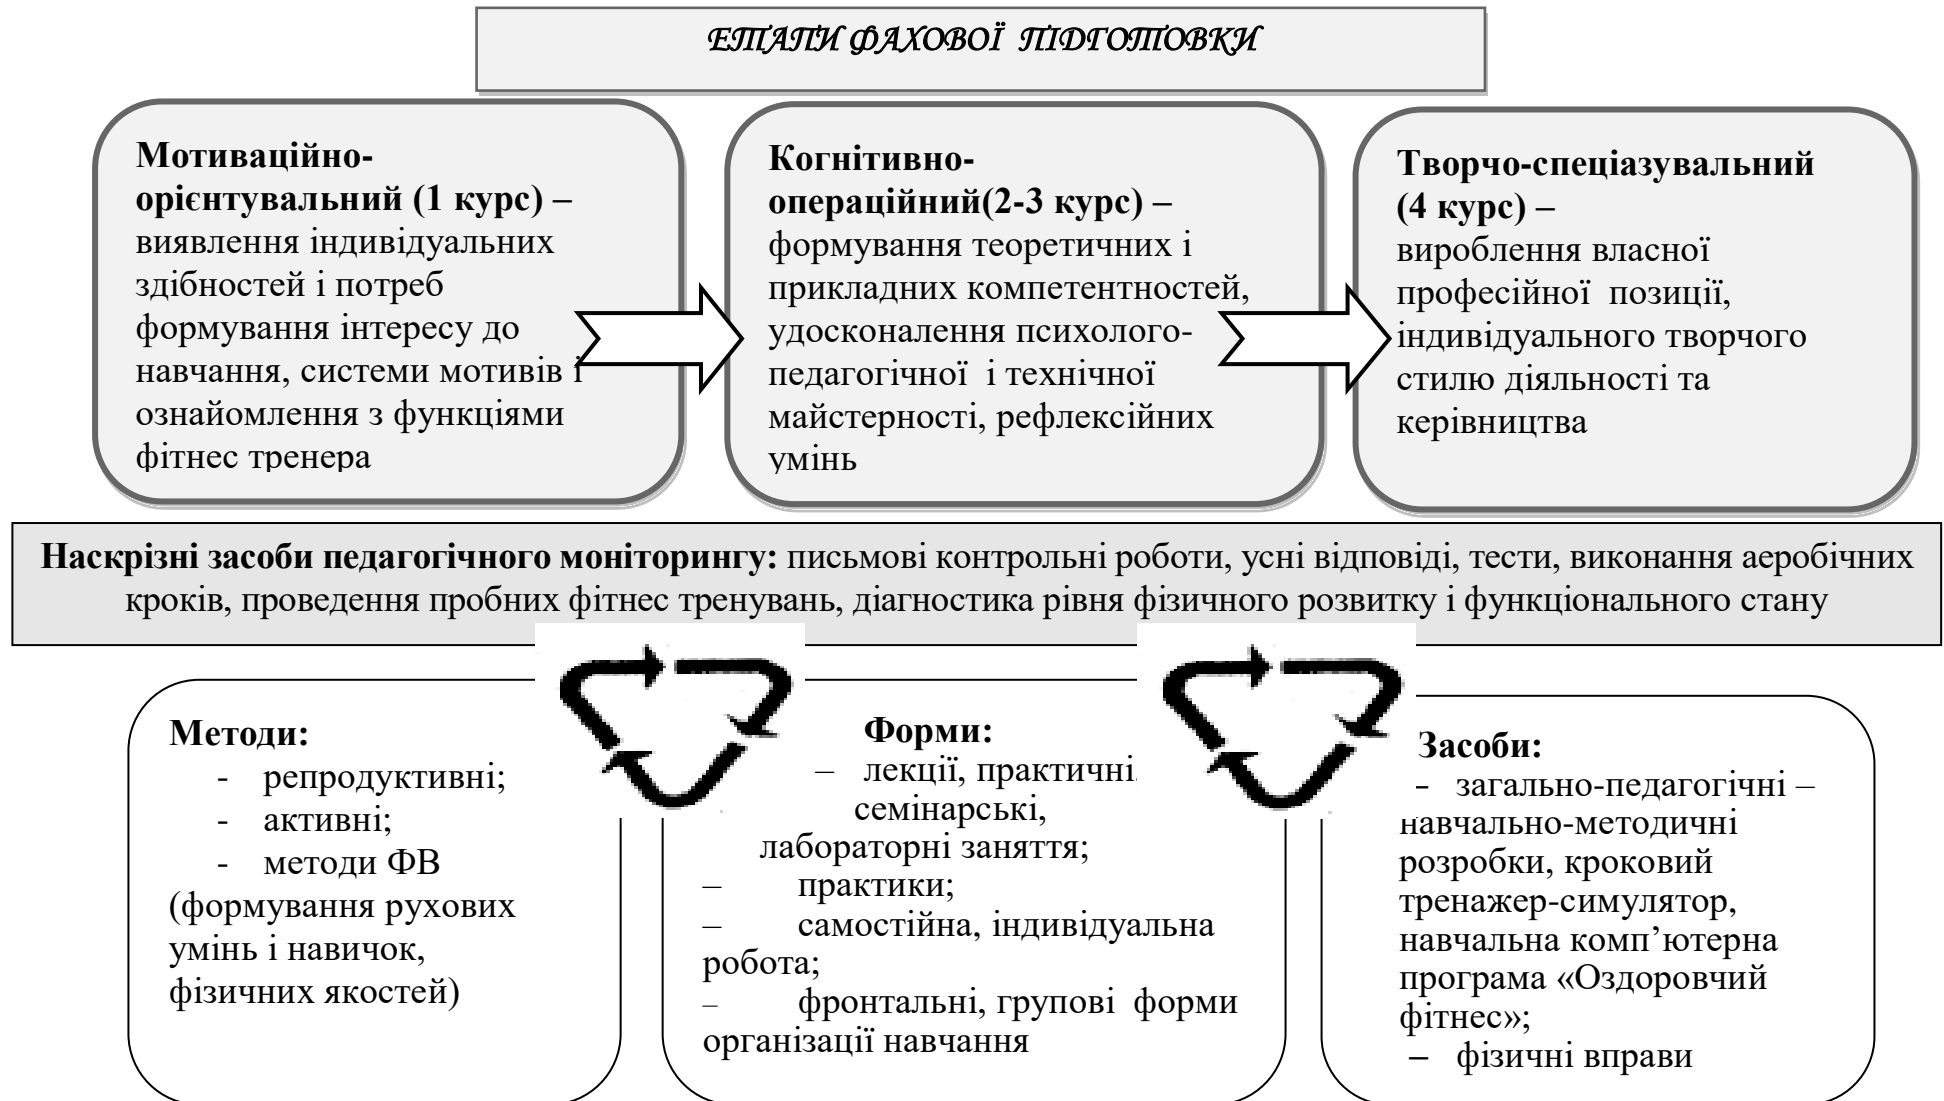 ЕТАПИ ФАХОВОЇ ПІДГОТОВКИ
Мотиваційно-
орієнтувальний (1 курс) –
виявлення індивідуальних
здібностей і потреб
формування інтересу до
навчання, системи мотивів і
ознайомлення з функціями
фітнес тренера
Когнітивно-
операційний(2-3 курс) –
формування теоретичних і
прикладних компетентностей,
удосконалення психолого-
педагогічної і технічної
майстерності, рефлексійних
умінь
Творчо-спеціазувальний
(4 курс) –
вироблення власної
професійної позиції,
індивідуального творчого
стилю діяльності та
керівництва
Наскрізні засоби педагогічного моніторингу: письмові контрольні роботи, усні відповіді, тести, виконання аеробічних
кроків, проведення пробних фітнес тренувань, діагностика рівня фізичного розвитку і функціонального стану
Методи:
- репродуктивні;
- активні;
- методи ФВ
(формування рухових
умінь і навичок,
фізичних якостей)
Форми:
– лекції, практичні
семінарські,
лабораторні заняття;
– практики;
– самостійна, індивідуальна
робота;
– фронтальні, групові форми
організації навчання
Засоби:
- загально-педагогічні –
навчально-методичні
розробки, кроковий
тренажер-симулятор,
навчальна комп’ютерна
програма «Оздоровчий
фітнес»;
– фізичні вправи